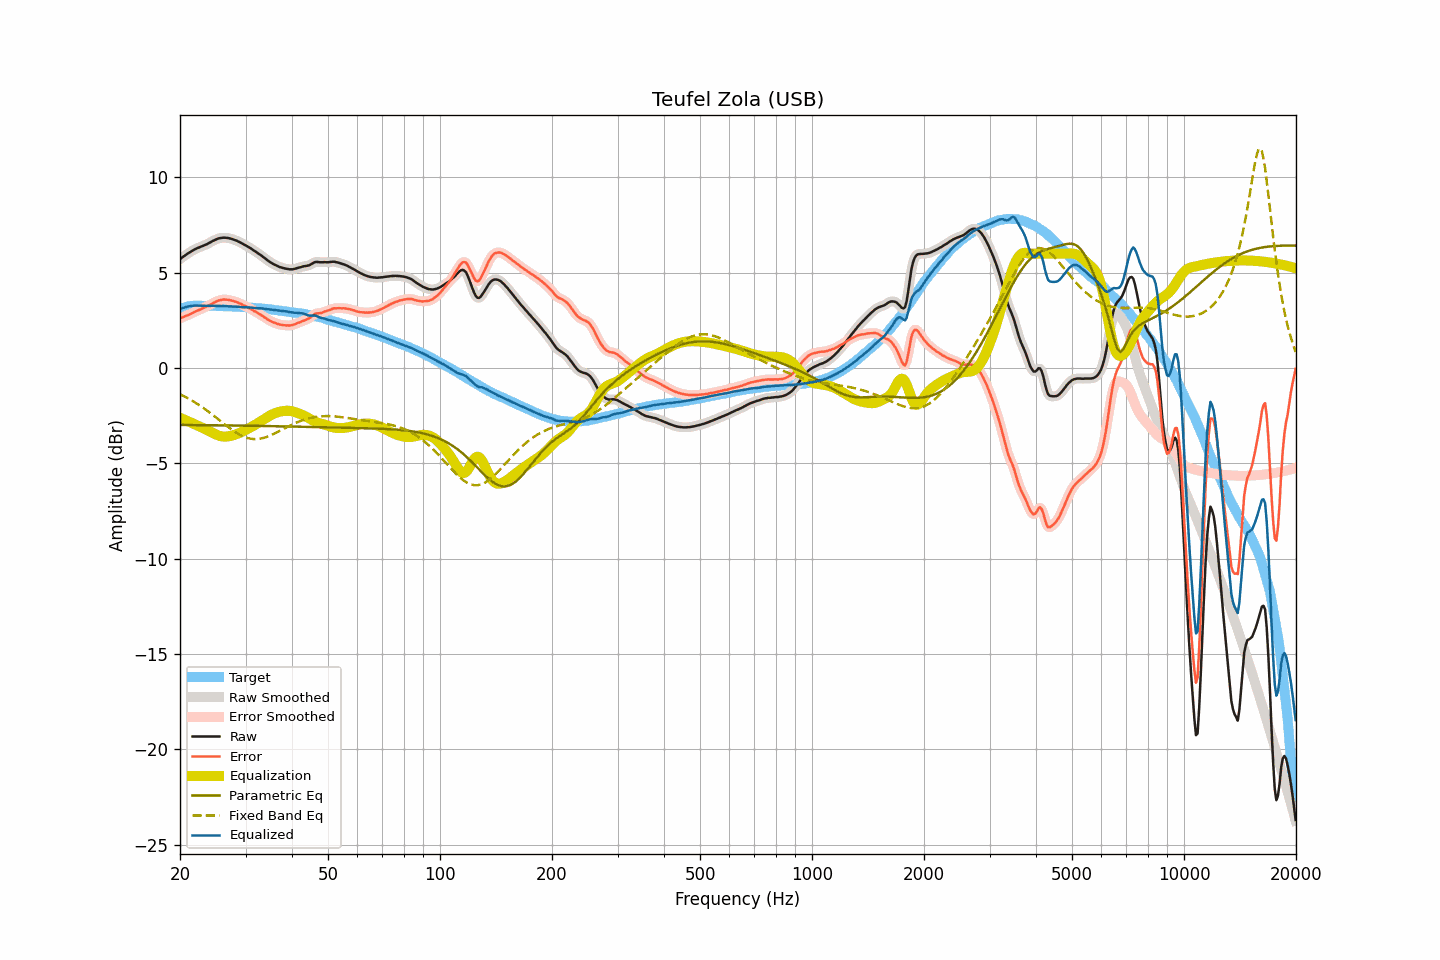 Teufel Zola (USB)
10
5
0
−5
−10
−15
−20
−25
Amplitude (dBr)
Target
Raw Smoothed
Error Smoothed
Raw
Error
Equalization
Parametric Eq
Fixed Band Eq
Equalized
20 50 100 200 500 1000 2000 5000 10000 20000
Frequency (Hz)